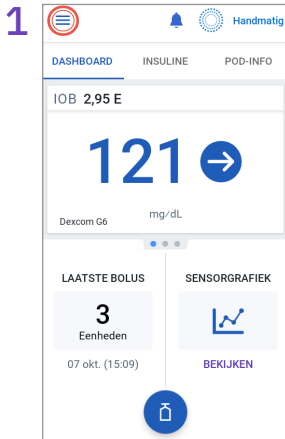 1
Handmatig
DASHBOARD INSULINE POD-INFO
IOB 2,95 E
121
mg/dL
Dexcom G6
LAATSTE BOLUS SENSORGRAFIEK
3
Eenheden
07 okt. (15:09) BEKIJKEN